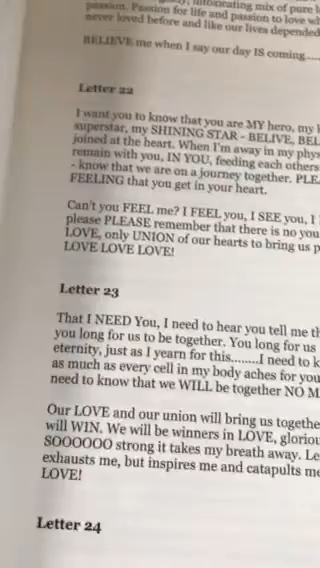 intoxicating mix of pure
passion. Passion for life and passion to love
never loved before and like our lives depended
BELIEVE me when I say our day IS coming....
Letter 22
I want you to know that you are MY hero, my
superstar, my SHINING STAR - BELIVE, BEL
joined at the heart. When I'm away in my phys
remain with you, IN YOU, feeding each others
- know that we are on a journey together. PLE
FEELING that you get in your heart.
Can't you FEEL me? I FEEL you, I SEE you, I
please PLEASE remember that there is no you
LOVE, only UNION of our hearts to bring us p
LOVE LOVE LOVE!
Letter 23
That I NEED You, I need to hear you tell me th
you long for us to be together. You long for us
eternity, just as I yearn for this........I need to k
as much as every cell in my body aches for you
need to know that we WILL be together NO M
Our LOVE and our union will bring us togethe
will WIN. We will be winners in LOVE, gloriou
SOOOOOO strong it takes my breath away. Le
exhausts me, but inspires me and catapults me
LOVE!
Letter 24